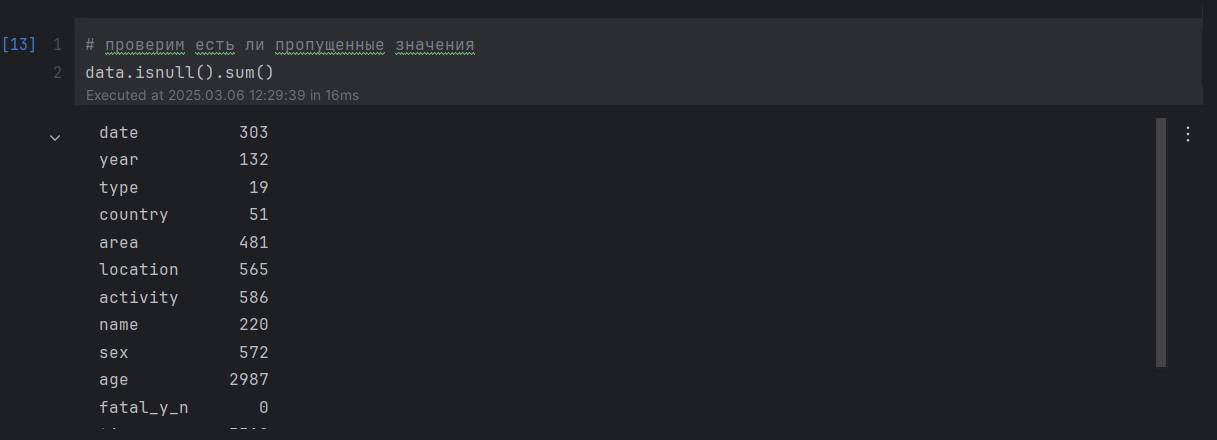 [13] 1 # проверим есть ли пропущенные значения
2 data.isnull().sum()
Executed at 2025.03.06 12:29:39 in 16ms
date 303
year 132
type 19
country 51
area 481
location 565
activity 586
name 220
sex 572
age 2987
fatal_y_n 0